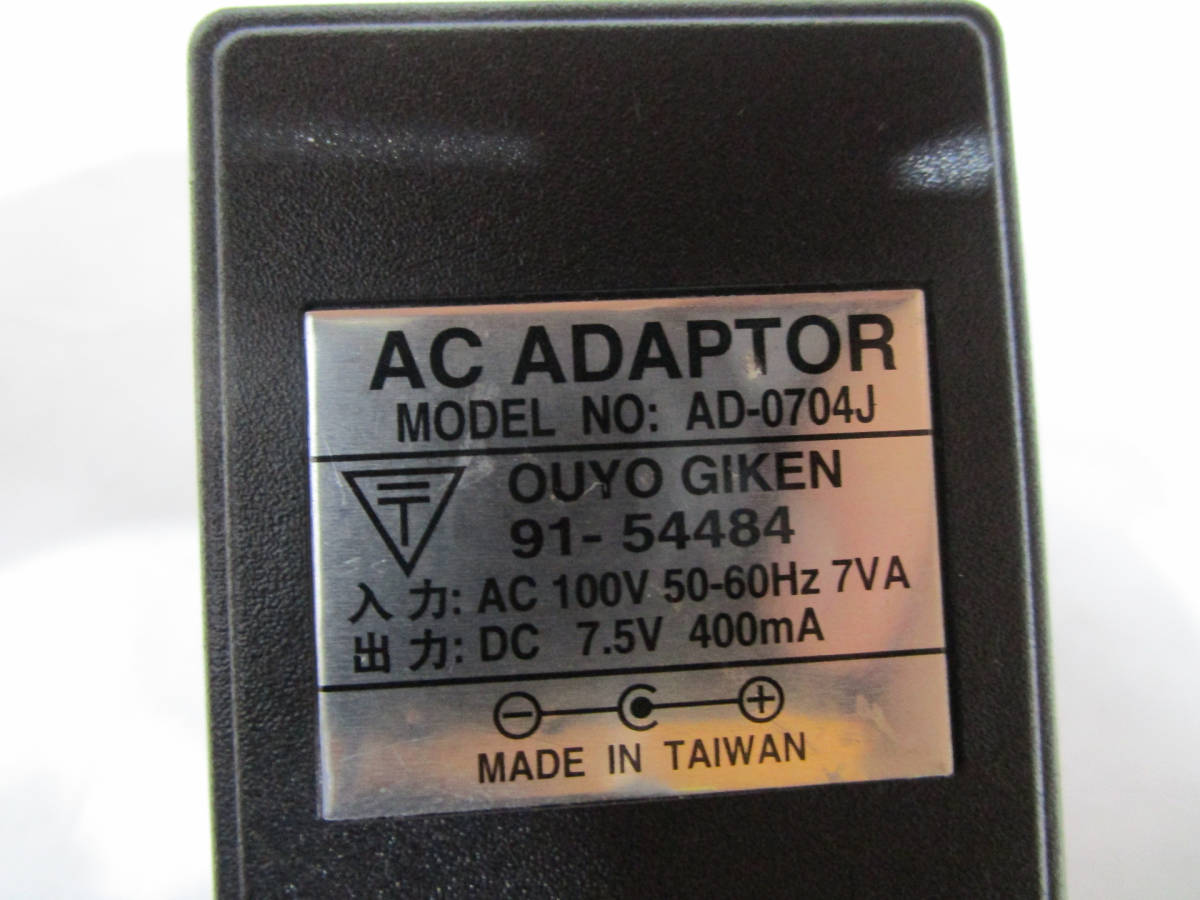 AC ADAPTOR
MODEL NO: AD-0704J
OUYO GIKEN
91-54484
入力: AC 100V 50-60Hz 7VA
出力: DC 7.5V 400mA
MADE IN TAIWAN